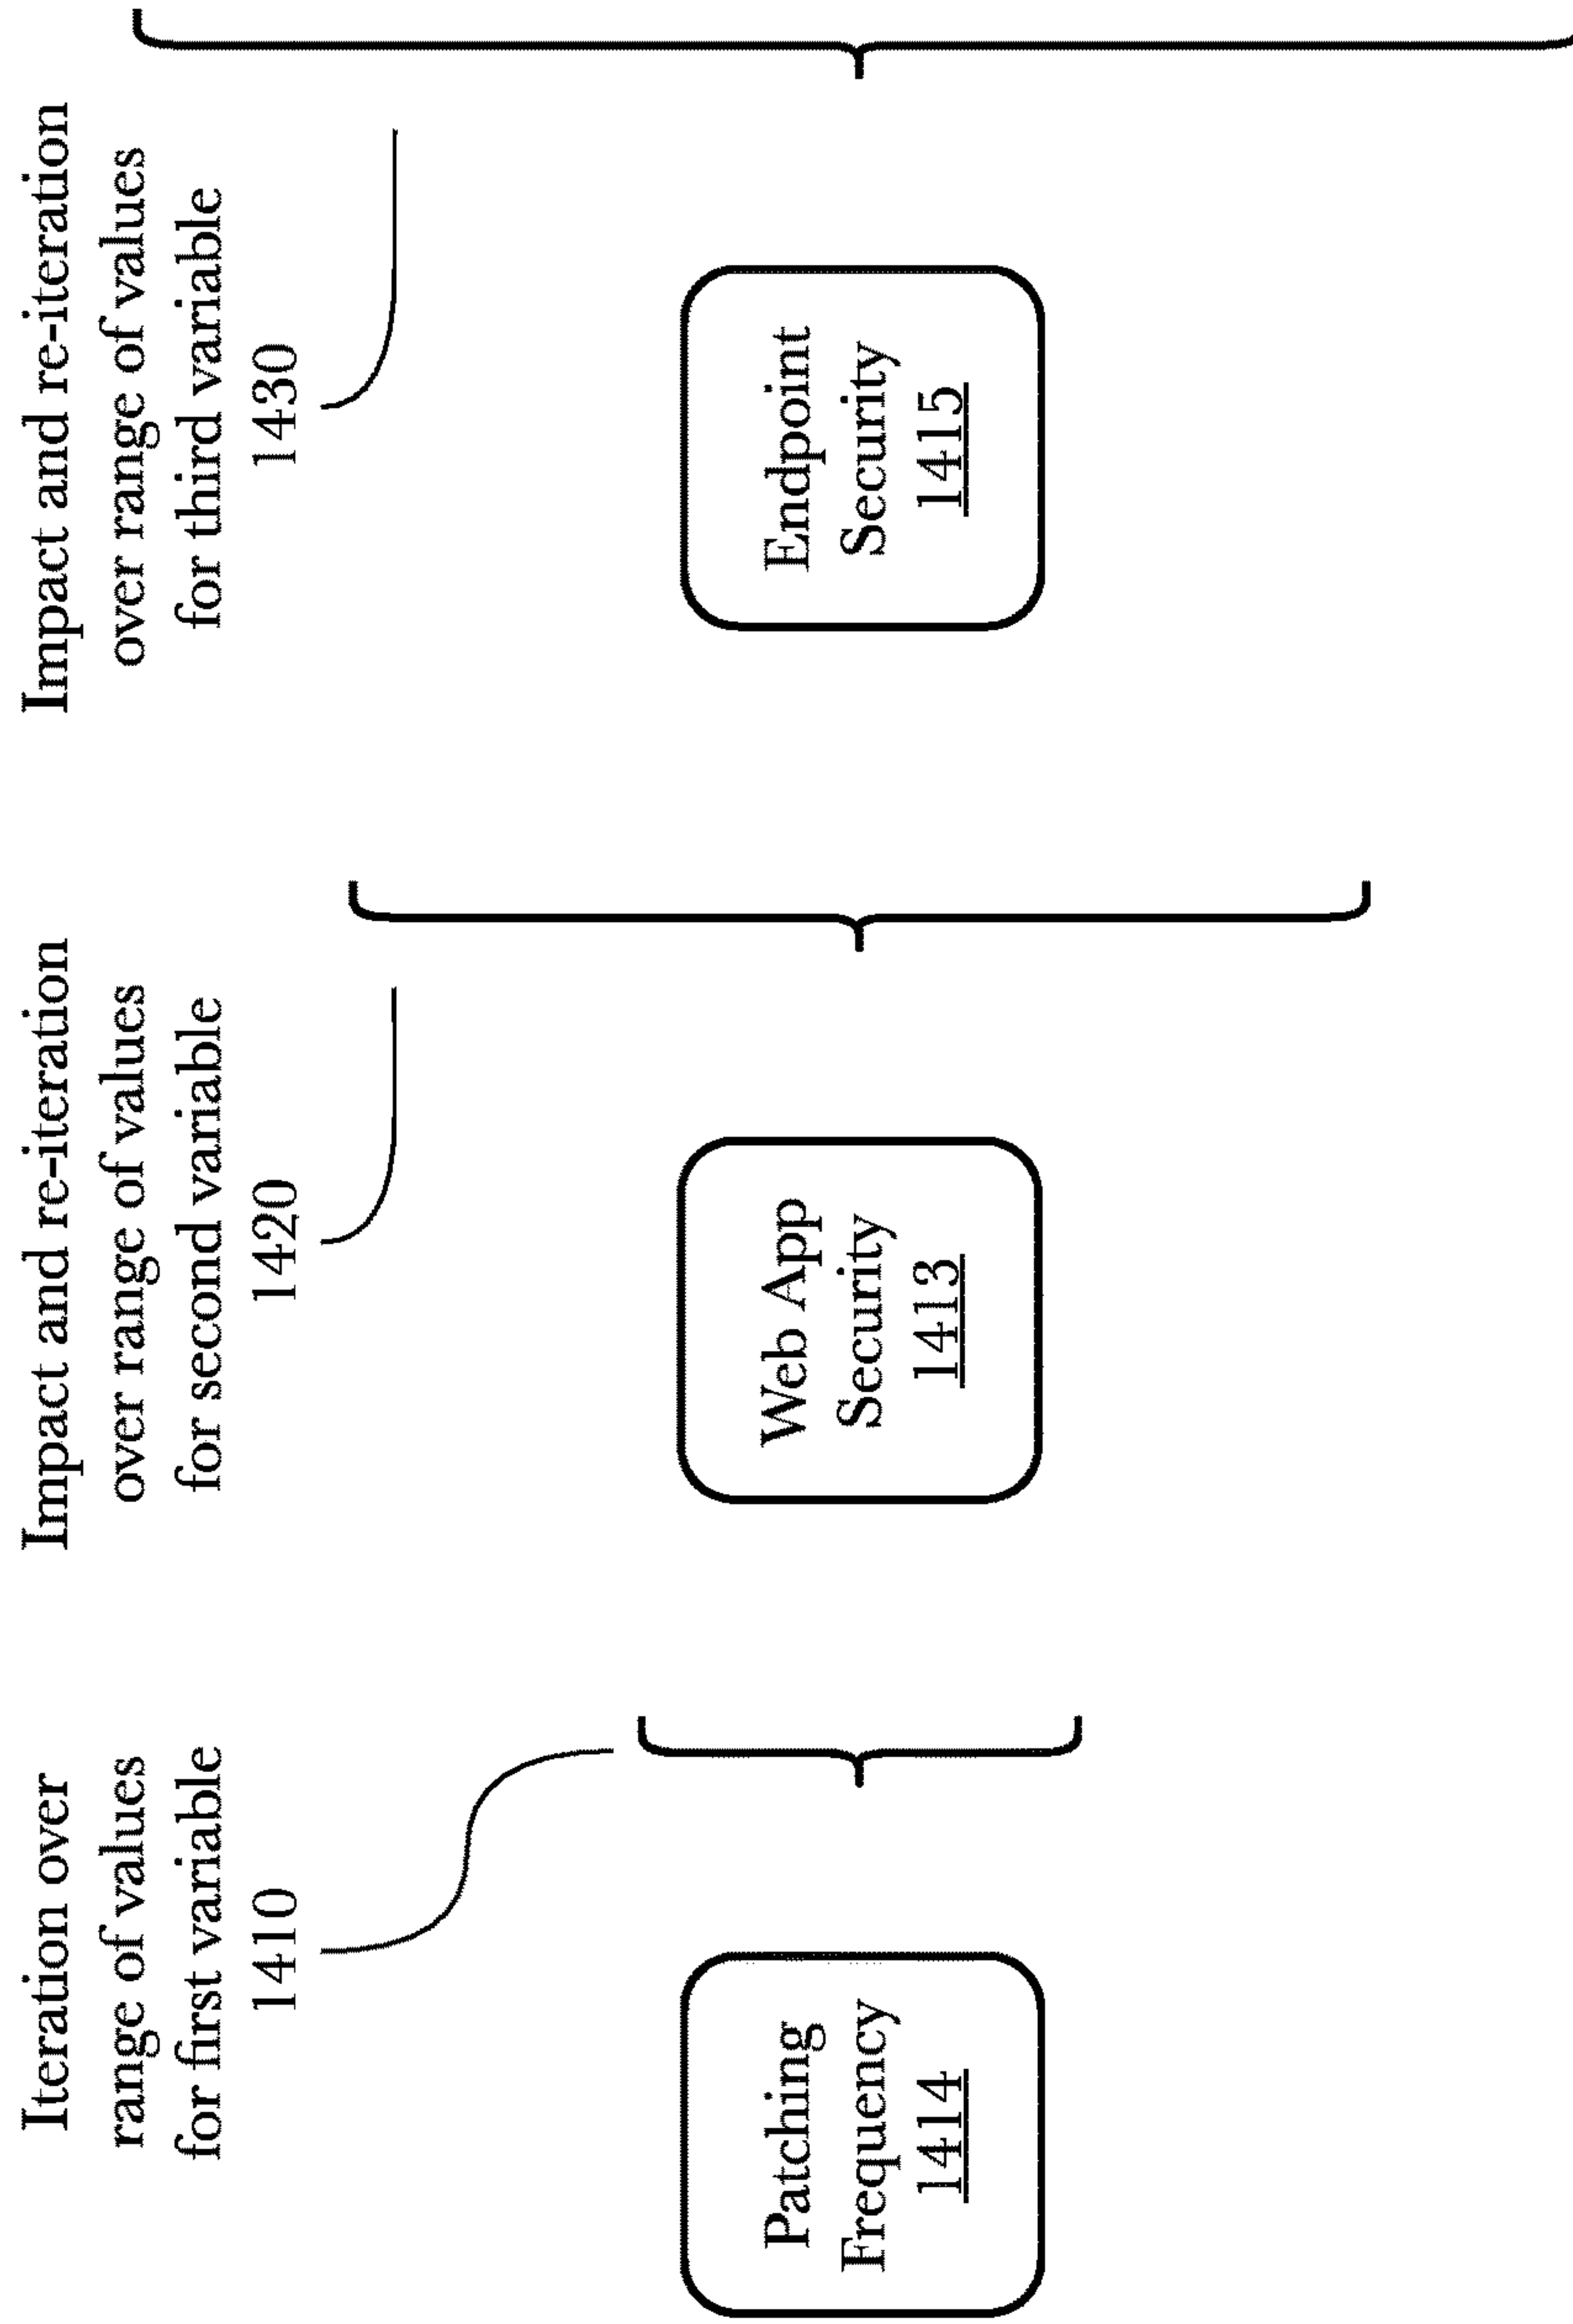 Iteration over
range of values
for first variable
1410
Impact and re-iteration
over range of values
for second variable
1420
Impact and re-iteration
over range of values
for third variable
1430
Patching
Frequency
1414
Web App
Security
1413
Endpoint
Security
1415